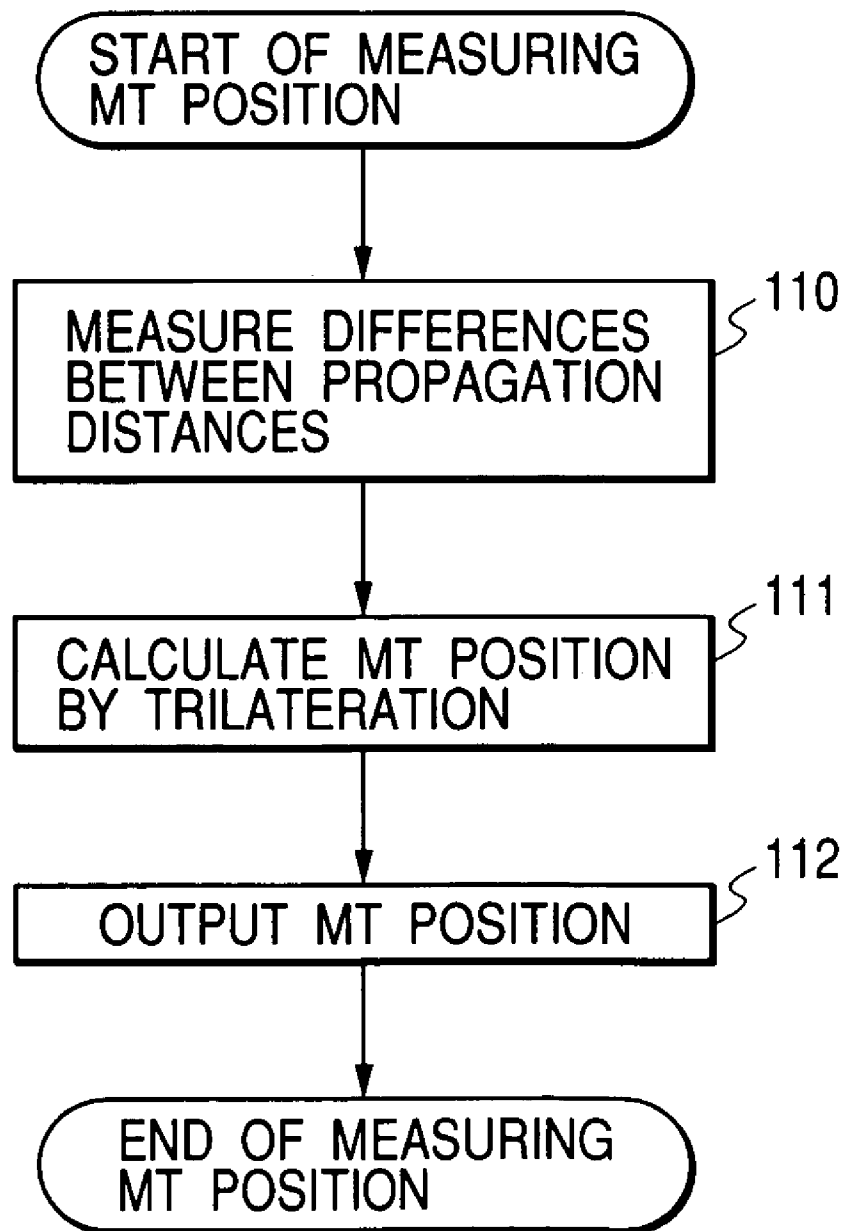 START OF MEASURING
MT POSITION
110
MEASURE DIFFERENCES
BETWEEN PROPAGATION
DISTANCES
111
CALCULATE MT POSITION
BY TRILATERATION
112
OUTPUT MT POSITION
END OF MEASURING
MT POSITION